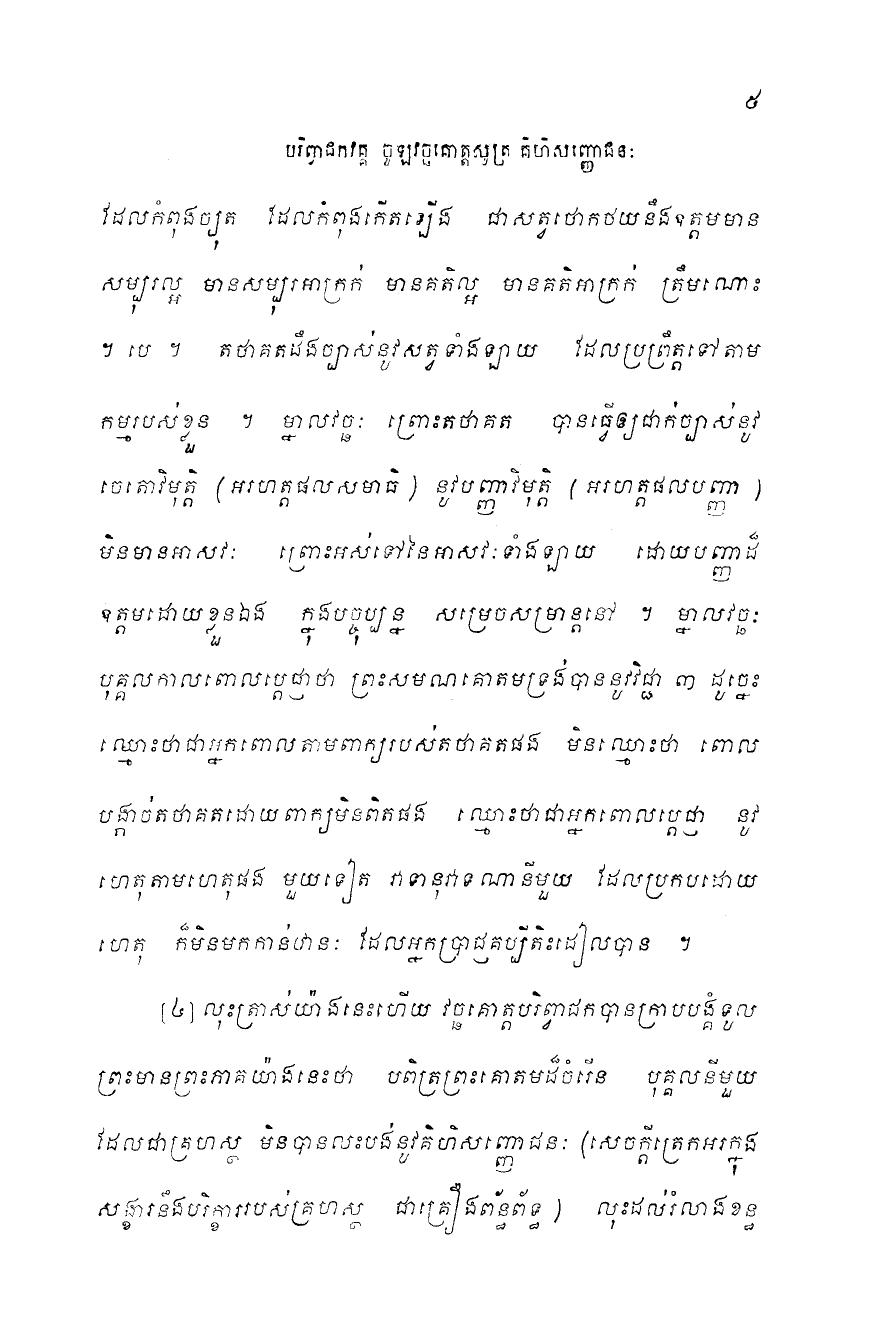 ៥
បរិព្វាជកវគ្គ ចូឡវច្ឆគោត្តសូត្រ គិហិសញ្ញោជនៈ
ដែលកំពុងច្យុត ដែលកំពុងកើតឡើង ជាសត្វថោកថយនឹងឧត្តមមាន
សម្បុរល្អ មានសម្បុរអាក្រក់ មានគតិល្អ មានគតិអាក្រក់ ត្រឹមណោះ
។ បេ ។ តថាគតដឹងច្បាស់នូវសត្វទាំងឡាយ ដែលប្រព្រឹត្តទៅតាម
កម្មរបស់ខ្លួន ។ ម្នាលវច្ឆៈ ព្រោះតថាគត បានធ្វើឲ្យជាក់ច្បាស់នូវ
ចេតោវិមុត្តិ (អរហត្តផលសមាធិ) នូវបញ្ញាវិមុត្តិ (អរហត្តផលបញ្ញា)
មិនមានអាសវៈ ព្រោះអស់ទៅនៃអាសវៈទាំងឡាយ ដោយបញ្ញាដ៏
ឧត្តមដោយខ្លួនឯង ក្នុងបច្ចុប្បន្ន សម្រេចសម្រាន្តនៅ ។ ម្នាលវច្ឆៈ
បុគ្គលកាលពោលប្តេជ្ញាថា ព្រះសមណគោតមទ្រង់បាននូវវិជ្ជា ៣ ដូច្នេះ
ឈ្មោះថាជាអ្នកពោលតាមពាក្យរបស់តថាគតផង មិនឈ្មោះថា ពោល
បង្កាច់តថាគតដោយពាក្យមិនពិតផង ឈ្មោះថាជាអ្នកពោលប្តេជ្ញា នូវ
ហេតុតាមហេតុផង មួយទៀត វាទានុវាទណានីមួយ ដែលប្រកបដោយ
ហេតុ ក៏មិនមកកាន់ឋានៈ ដែលអ្នកប្រាជ្ញគប្បីតិះដៀលបាន ។
[៤] លុះត្រាស់យ៉ាងនេះហើយ វច្ឆគោត្តបរិព្វាជកបានក្រាបបង្គំទូល
ព្រះមានព្រះភាគយ៉ាងនេះថា បពិត្រព្រះគោតមដ៏ចំរើន បុគ្គលនីមួយ
ដែលជាគ្រហស្ថ មិនបានលះបង់នូវគិហិសញ្ញោជនៈ (សេចក្តីត្រេកអរក្នុង
សង្ខារនឹងបរិក្ខាររបស់គ្រហស្ថ ជាគ្រឿងព័ន្ធព័ទ្ធ) លុះដល់រំលាងខន្ធ